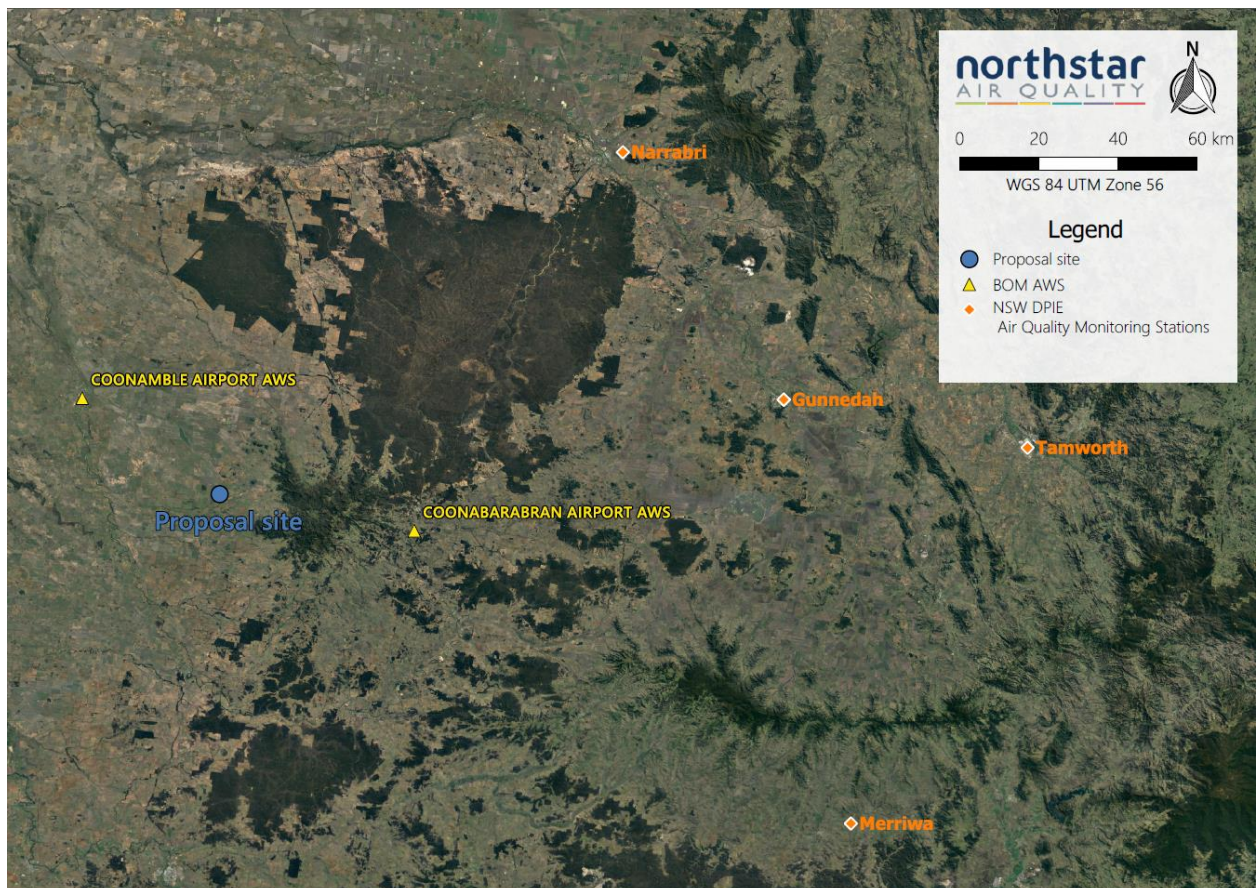 northstar
AIR QUALITY
N
0 20 40 60 km
WGS 84 UTM Zone 56
Legend
Proposal site
BOM AWS
NSW DPIE
Air Quality Monitoring Stations
Narrabri
COONAMBLE AIRPORT AWS
Gunnedah
Tamworth
Proposal site
COONABARABRAN AIRPORT AWS
Merriwa